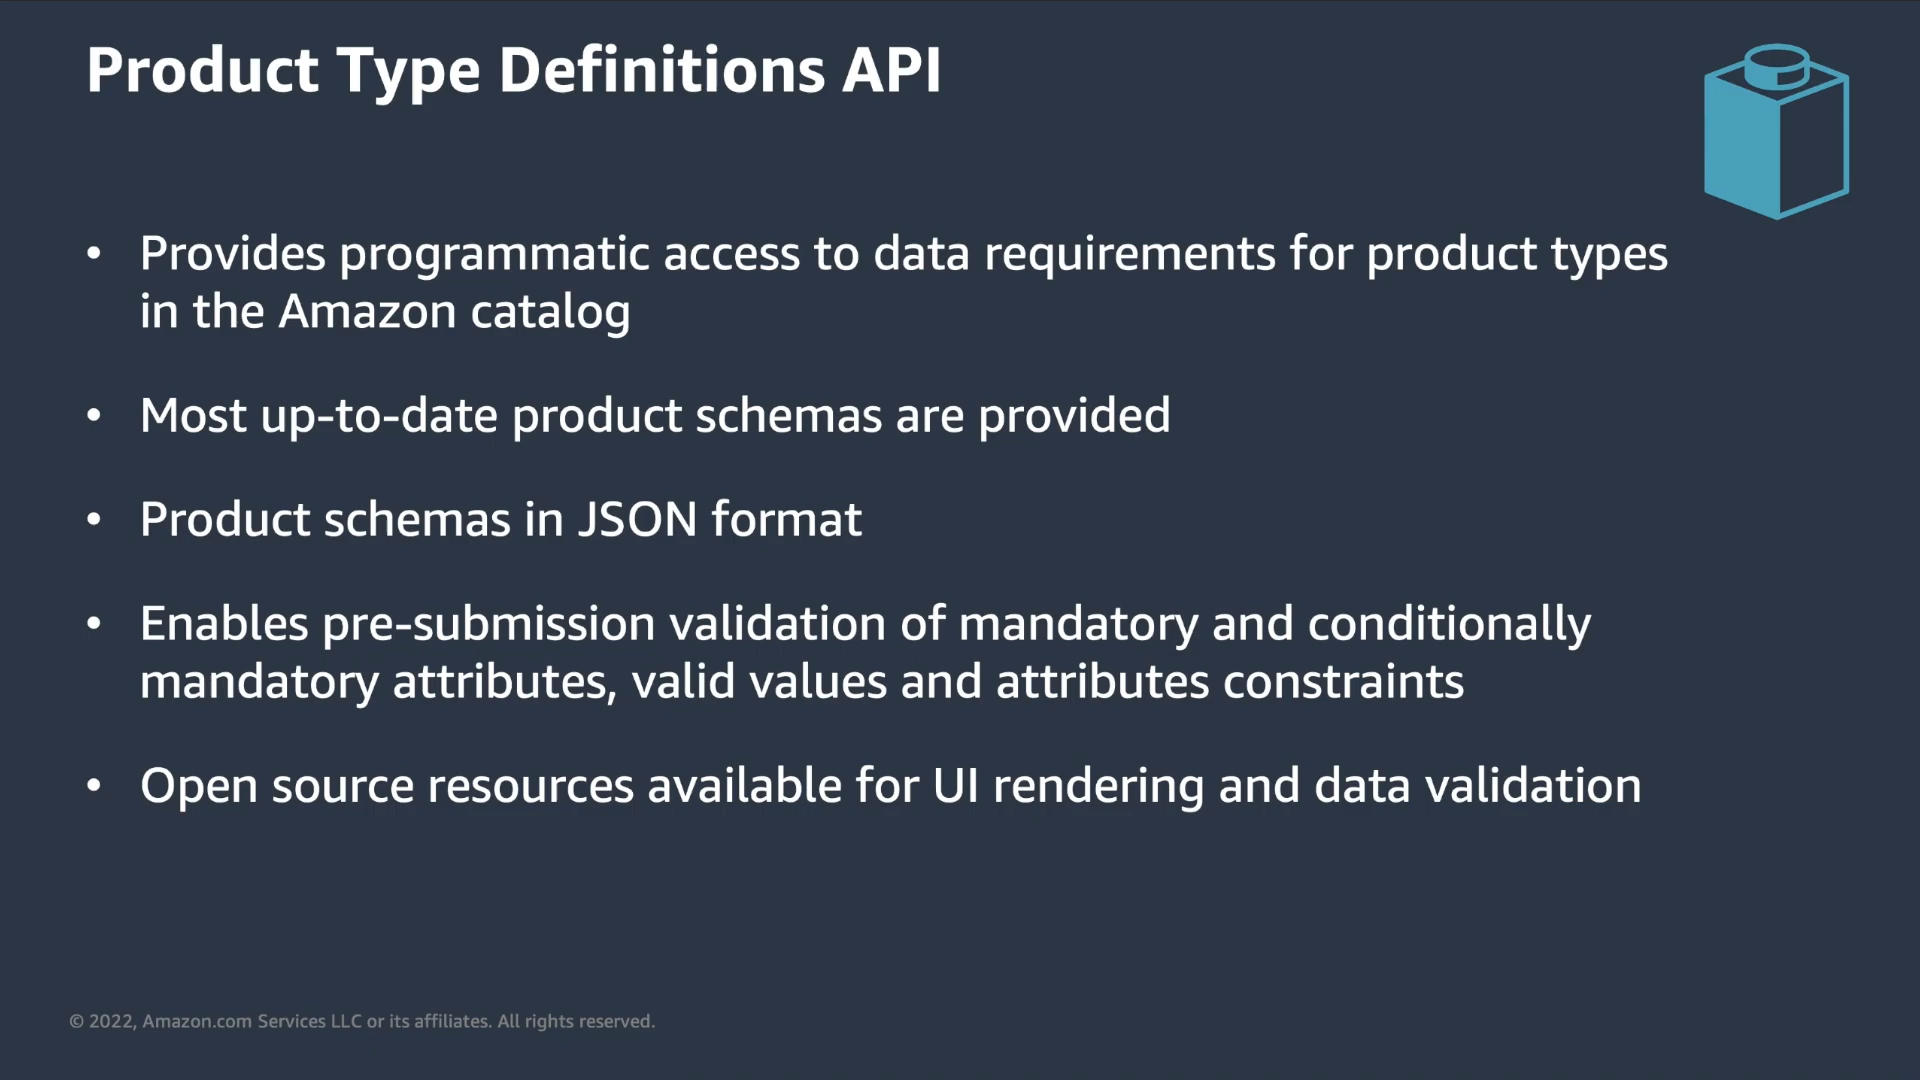 Product Type Definitions API
• Provides programmatic access to data requirements for product types
in the Amazon catalog
• Most up-to-date product schemas are provided
• Product schemas in JSON format
• Enables pre-submission validation of mandatory and conditionally
mandatory attributes, valid values and attributes constraints
• Open source resources available for UI rendering and data validation
© 2022, Amazon.com Services LLC or its affiliates. All rights reserved.